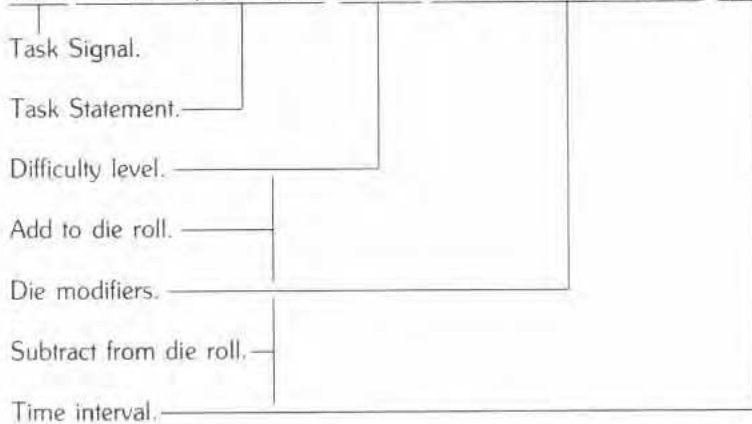 Task Signal.
Task Statement.
Difficulty level.
Add to die roll.
Die modifiers.
Subtract from die roll.
Time interval.